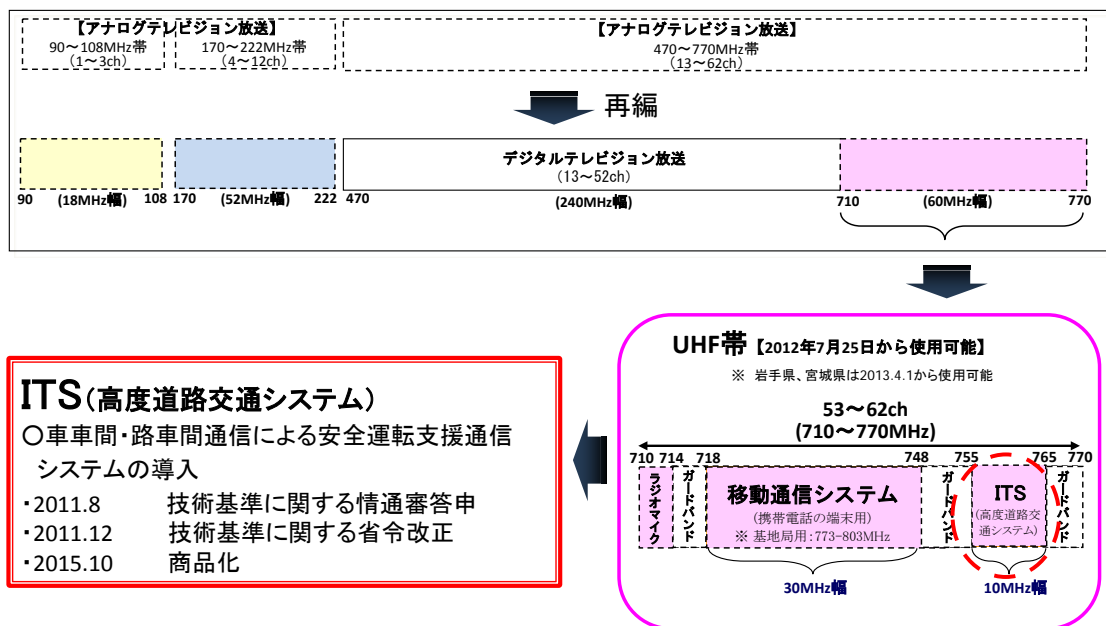 【アナログテレビジョン放送】
90～108MHz帯
(1～3ch)
170～222MHz帯
(4～12ch)
【アナログテレビジョン放送】
470～770MHz帯
(13～62ch)
再編
デジタルテレビジョン放送
(13～52ch)
90
(18MHz幅)
108
170
(52MHz幅)
222
470
(240MHz幅)
710
(60MHz幅)
770
UHF帯【2012年7月25日から使用可能】
※ 岩手県、宮城県は2013.4.1から使用可能
53～62ch
(710～770MHz)
710 714 718 748 755 765 770
ラジオマイク
ガードバンド
移動通信システム
(携帯電話の端末用)
※ 基地局用:773-803MHz
ガードバンド
ITS
(高度道路交
通システム)
ガードバンド
30MHz幅
10MHz幅
ITS(高度道路交通システム)
○車車間・路車間通信による安全運転支援通信
システムの導入
・2011.8 技術基準に関する情通審答申
・2011.12 技術基準に関する省令改正
・2015.10 商品化